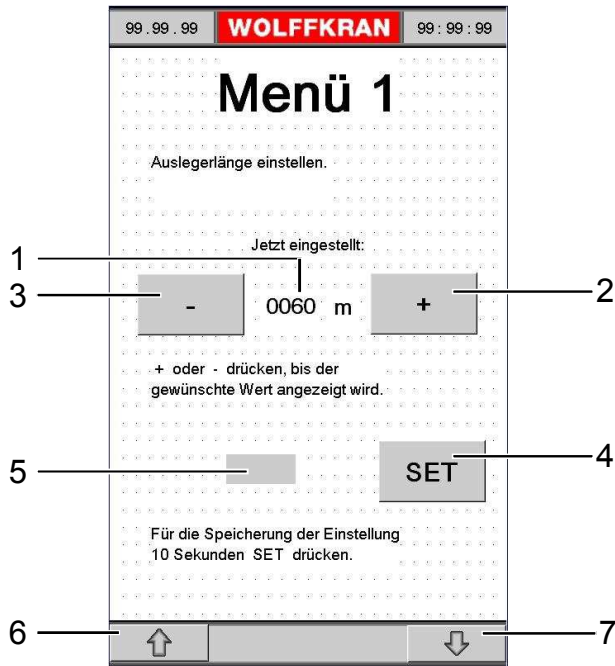 99.99.99 WOLFFKRAN 99:99:99
Menü 1
Auslegerlänge einstellen.
Jetzt eingestellt:
1
3 - 0060 m + 2
+ oder - drücken, bis der
gewünschte Wert angezeigt wird.
5 SET 4
Für die Speicherung der Einstellung
10 Sekunden SET drücken.
6 7